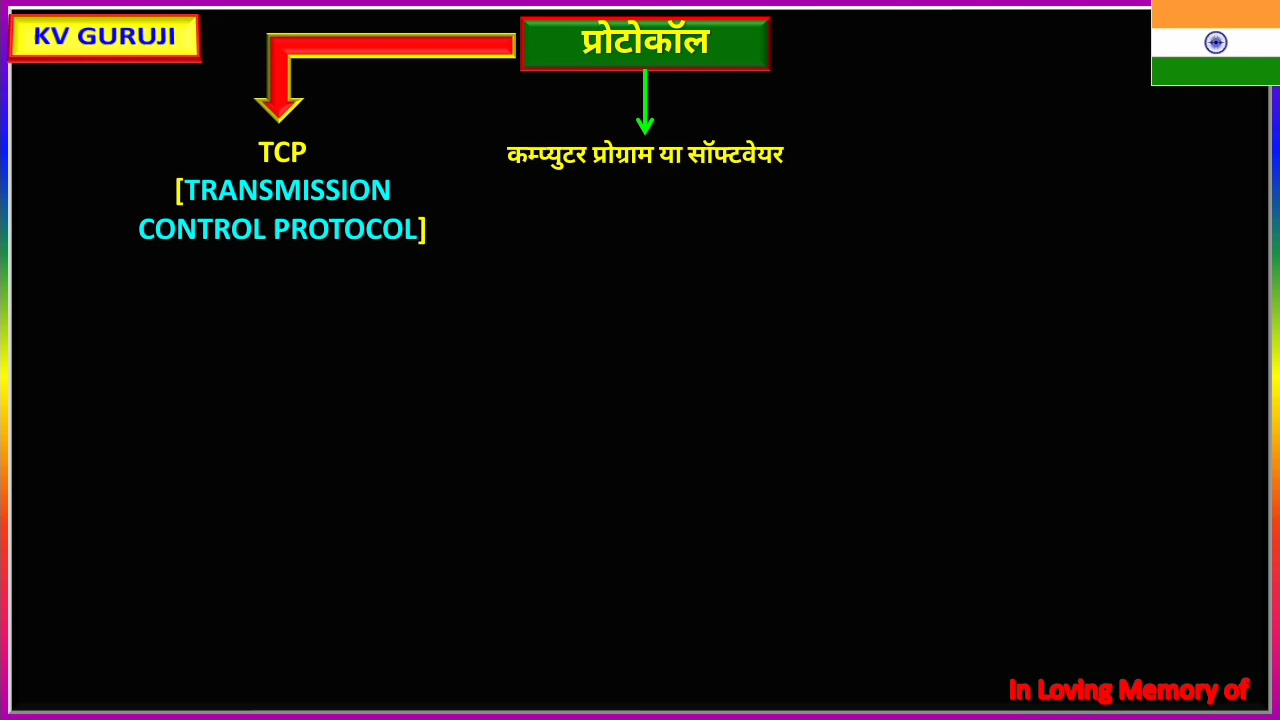 KV GURUJI
प्रोटोकॉल
TCP
[TRANSMISSION
CONTROL PROTOCOL]
कम्प्युटर प्रोग्राम या सॉफ्टवेयर
In Loving Memory of